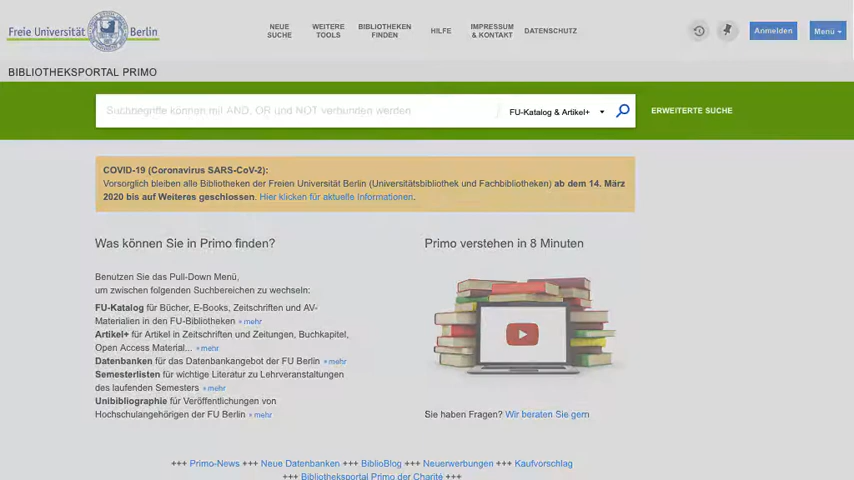 Freie Universität Berlin
NEUE SUCHE
WEITERE TOOLS
BIBLIOTHEKEN FINDEN
HILFE
IMPRESSUM & KONTAKT
DATENSCHUTZ
Anmelden
Menü
BIBLIOTHEKSPORTAL PRIMO
Suchbegriffe können mit AND, OR und NOT verbunden werden
FU-Katalog & Artikel+
ERWEITERTE SUCHE
COVID-19 (Coronavirus SARS-CoV-2):
Vorsorglich bleiben alle Bibliotheken der Freien Universität Berlin (Universitätsbibliothek und Fachbibliotheken) ab dem 14. März
2020 bis auf Weiteres geschlossen. Hier klicken für aktuelle Informationen.
Was können Sie in Primo finden?
Benutzen Sie das Pull-Down Menü,
um zwischen folgenden Suchbereichen zu wechseln:
FU-Katalog für Bücher, E-Books, Zeitschriften und AV-
Materialien in den FU-Bibliotheken » mehr
Artikel+ für Artikel in Zeitschriften und Zeitungen, Buchkapitel,
Open Access Material... » mehr
Datenbanken für das Datenbankangebot der FU Berlin » mehr
Semesterlisten für wichtige Literatur zu Lehrveranstaltungen
des laufenden Semesters » mehr
Unibibliographie für Veröffentlichungen von
Hochschulangehörigen der FU Berlin » mehr
Primo verstehen in 8 Minuten
Sie haben Fragen? Wir beraten Sie gern
+++ Primo-News +++ Neue Datenbanken +++ BiblioBlog +++ Neuerwerbungen +++ Kaufvorschlag
+++ Bibliotheksportal Primo der Charité +++